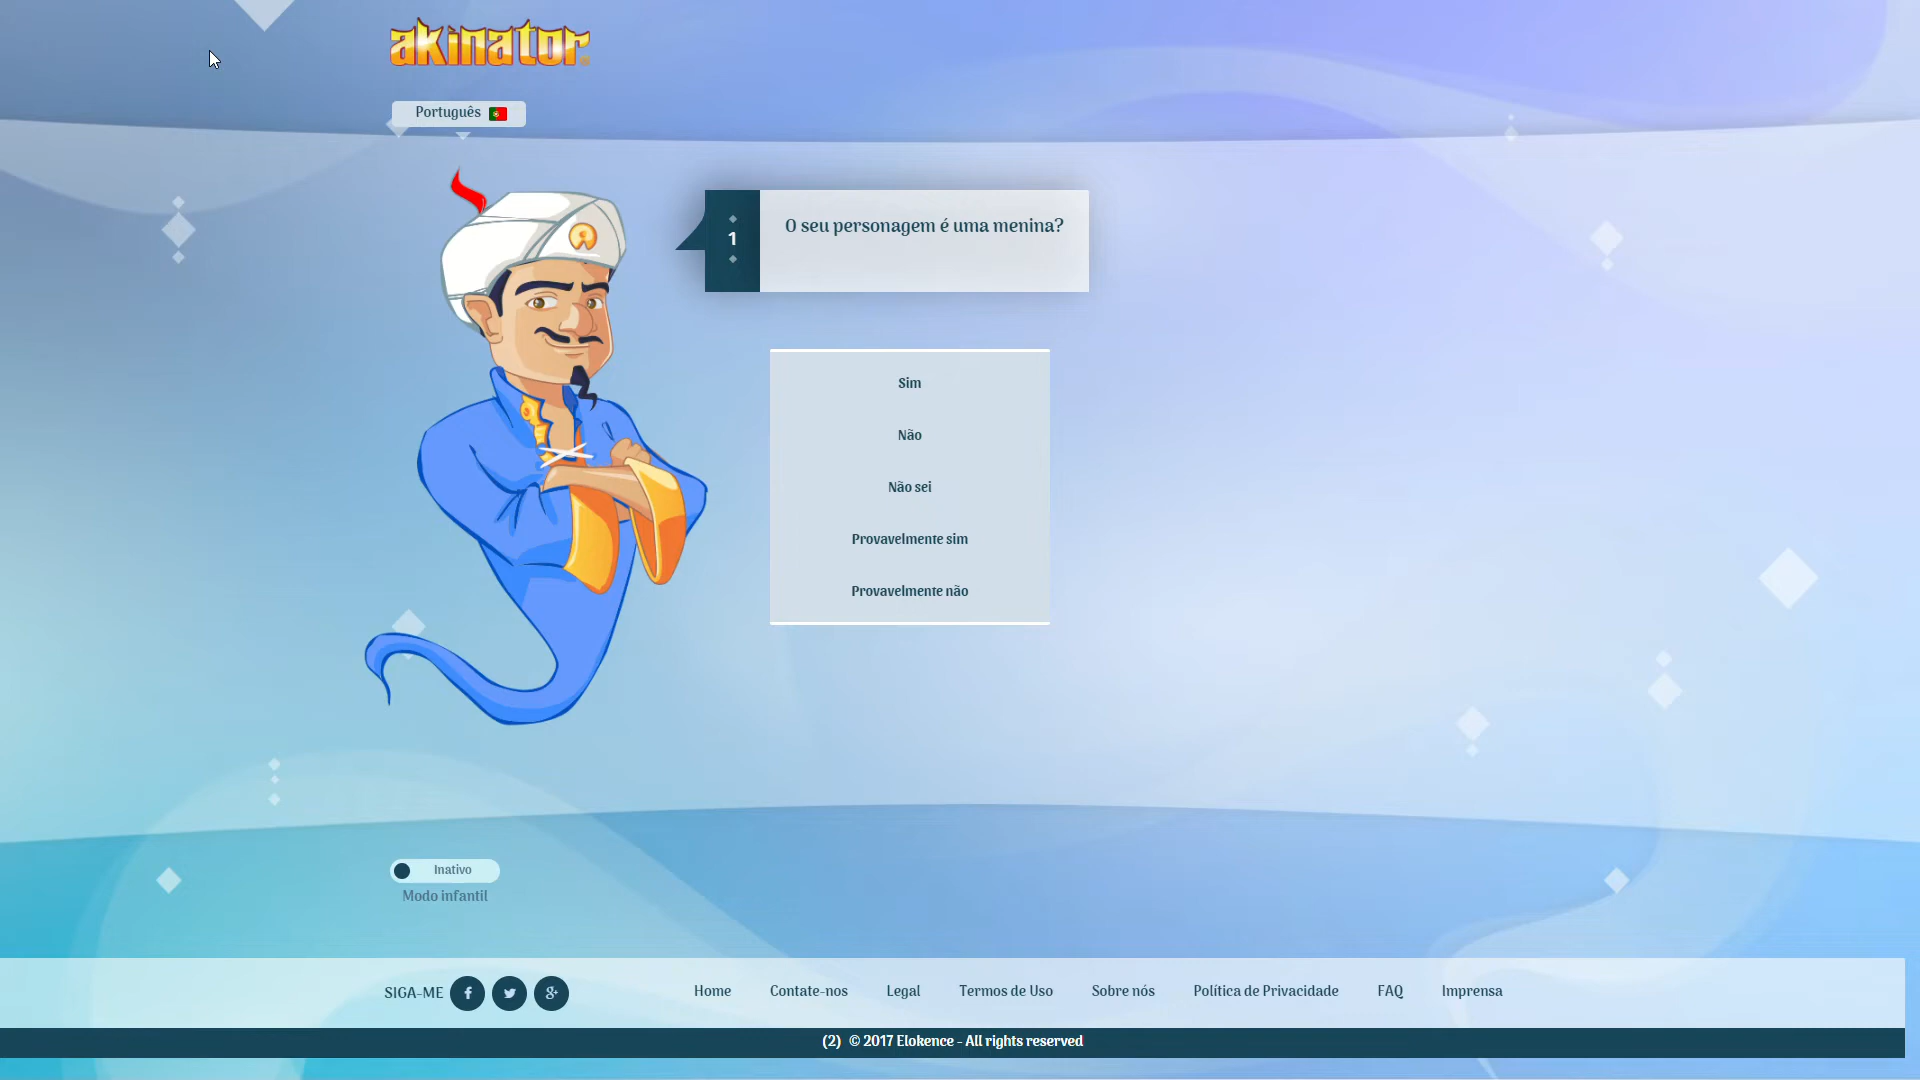 akinator
Português
1
O seu personagem é uma menina?
Sim
Não
Não sei
Provavelmente sim
Provavelmente não
Inativo
Modo infantil
SIGA-ME
Home Contate-nos Legal Termos de Uso Sobre nós Política de Privacidade FAQ Imprensa
(2) © 2017 Elokence - All rights reserved